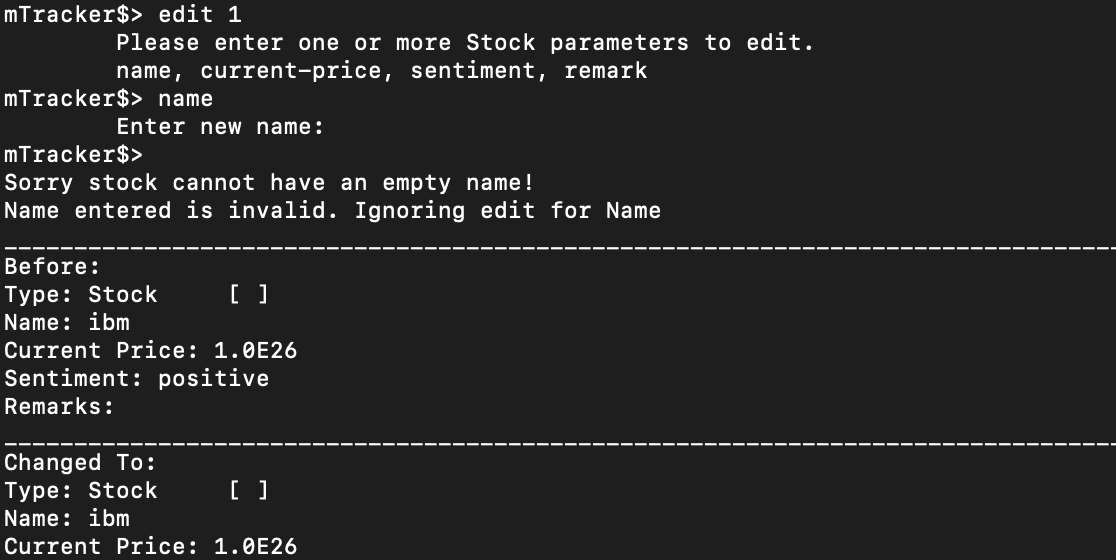 mTracker$> edit 1
Please enter one or more Stock parameters to edit.
name, current-price, sentiment, remark
mTracker$> name
Enter new name:
mTracker$>
Sorry stock cannot have an empty name!
Name entered is invalid. Ignoring edit for Name
________________________________________________________________________________
Before:
Type: Stock     [ ]
Name: ibm
Current Price: 1.0E26
Sentiment: positive
Remarks:
________________________________________________________________________________
Changed To:
Type: Stock     [ ]
Name: ibm
Current Price: 1.0E26